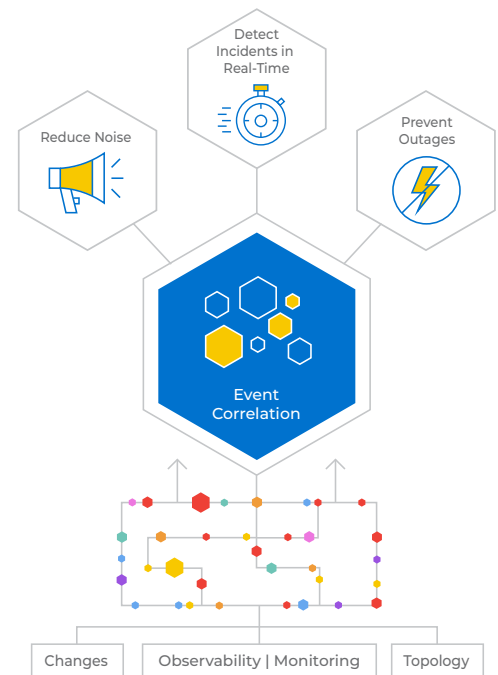 Detect
Incidents in
Real-Time
Reduce Noise
Prevent
Outages
Event
Correlation
Changes
Observability | Monitoring
Topology